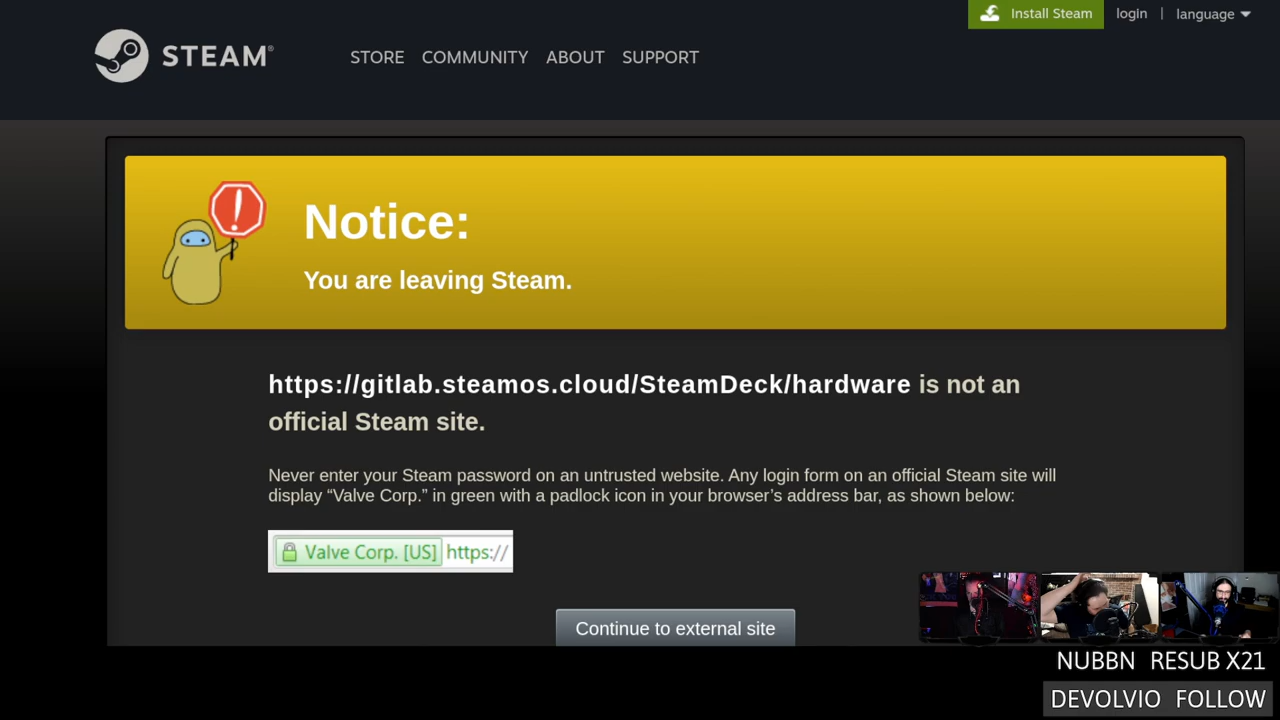 Install Steam login | language
STEAM®
STORE COMMUNITY ABOUT SUPPORT
Notice:
You are leaving Steam.
https://gitlab.steamos.cloud/SteamDeck/hardware is not an
official Steam site.
Never enter your Steam password on an untrusted website. Any login form on an official Steam site will
display “Valve Corp.” in green with a padlock icon in your browser’s address bar, as shown below:
Valve Corp. [US] https://
Continue to external site
NUBBN RESUB X21
DEVOLVIO FOLLOW